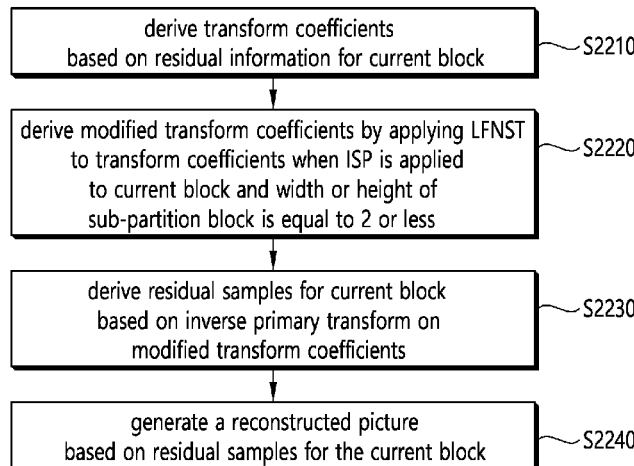 derive transform coefficients
based on residual information for current block
S2210
derive modified transform coefficients by applying LFNST
to transform coefficients when ISP is applied
to current block and width or height of
sub-partition block is equal to 2 or less
S2220
derive residual samples for current block
based on inverse primary transform on
modified transform coefficients
S2230
generate a reconstructed picture
based on residual samples for the current block
S2240